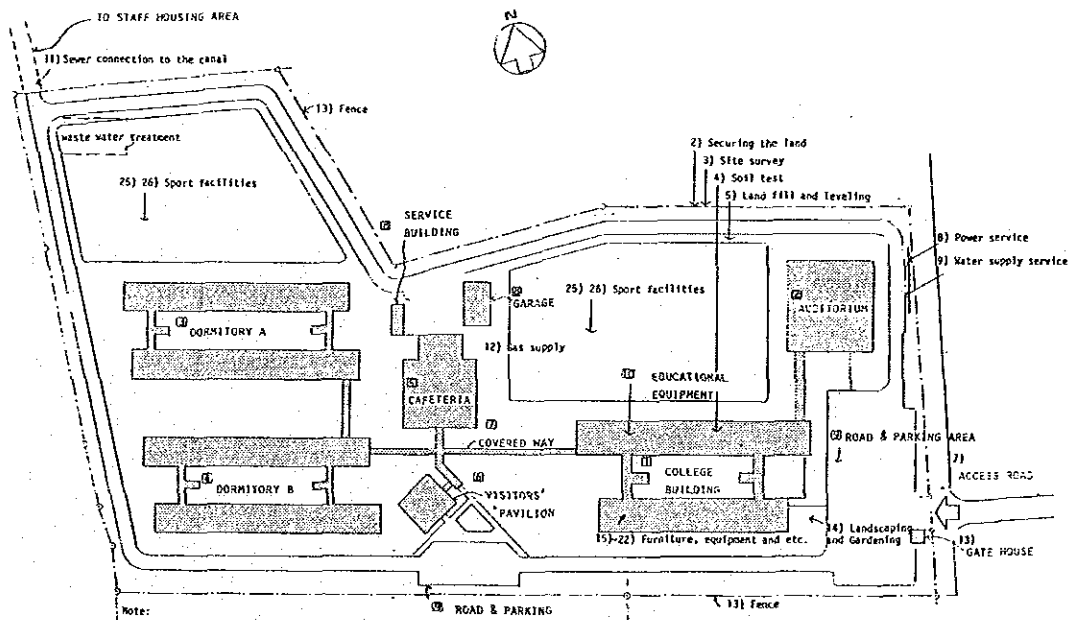 TO STAFF HOUSING AREA
N
11) Sewer connection to the canal
13) Fence
waste water treatment
25) 26) Sport facilities
SERVICE
BUILDING
2) Securing the land
3) Site survey
4) Soil test
5) Land fill and leveling
8) Power service
9) Water supply service
GARAGE
25) 26) Sport facilities
AUDITORIUM
DORMITORY A
12) Gas supply
EDUCATIONAL
EQUIPMENT
CAFETERIA
COVERED WAY
ROAD & PARKING AREA
7)
ACCESS ROAD
COLLEGE
BUILDING
DORMITORY B
VISITORS'
PAVILION
15)~22) Furniture, equipment and etc.
14) Landscaping
and Gardening
13)
GATE HOUSE
Note:
ROAD & PARKING
13) Fence